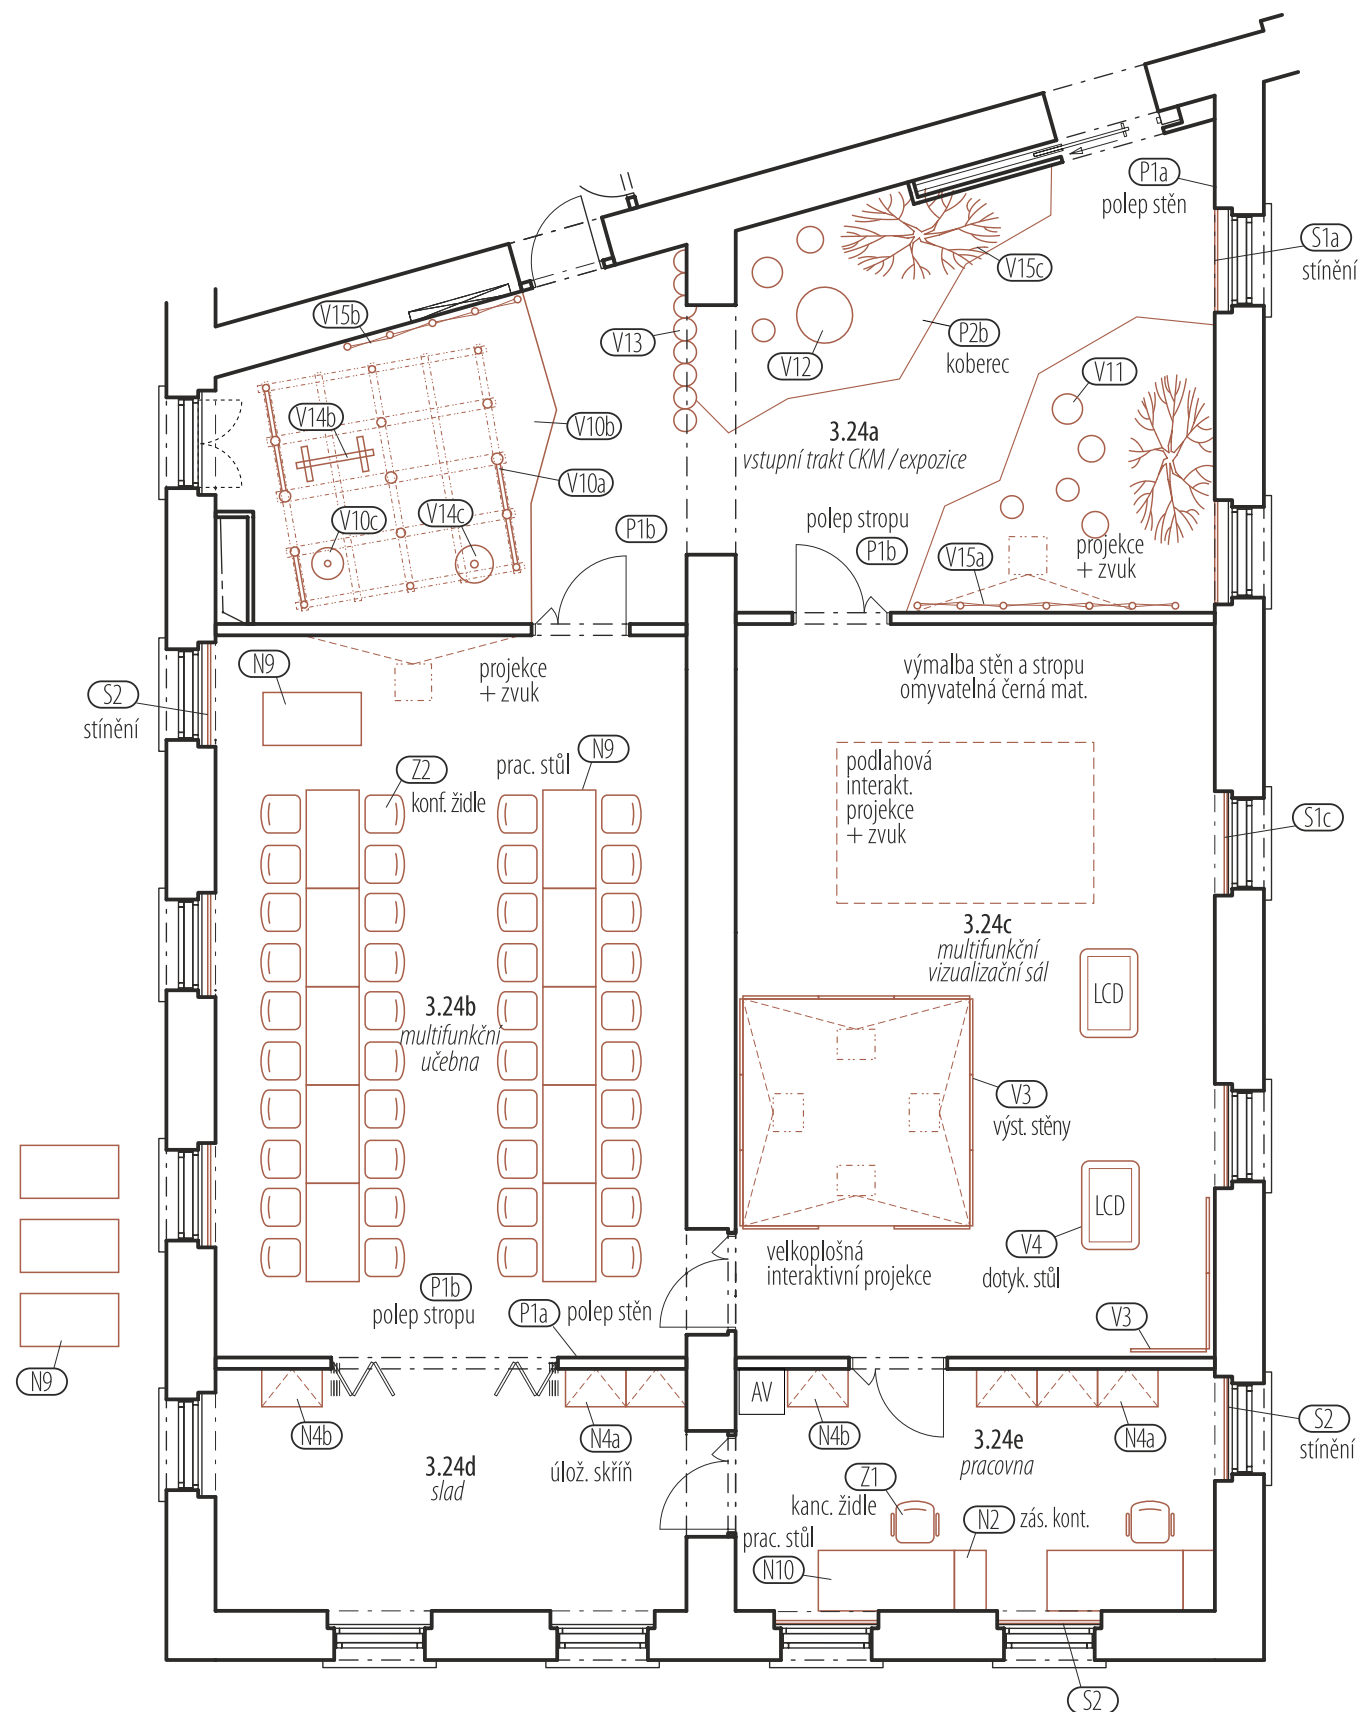 P1a
polep stěn
S1a
stínění
V15c
V15b
V13
V12
P2b
koberec
V11
V14b
V10b
3.24a
vstupní trakt CKM / expozice
V10a
V10c
V14c
P1b
polep stropu
P1b
projekce
+ zvuk
V15a
N9
projekce
+ zvuk
výmalba stěn a stropu
omyvatelná černá mat.
S2
stínění
Z2
konf. židle
prac. stůl
N9
podlahová
interakt.
projekce
+ zvuk
S1c
3.24c
multifunkční
vizualizační sál
LCD
3.24b
multifunkční
učebna
V3
výst. stěny
LCD
V4
dotyk. stůl
velkoplošná
interaktivní projekce
P1b
polep stropu
P1a
polep stěn
V3
N9
AV
N4b
N4a
úlož. skříň
N4b
N4a
S2
stínění
3.24d
slad
3.24e
pracovna
Z1
kanc. židle
N2
zás. kont.
prac. stůl
N10
S2